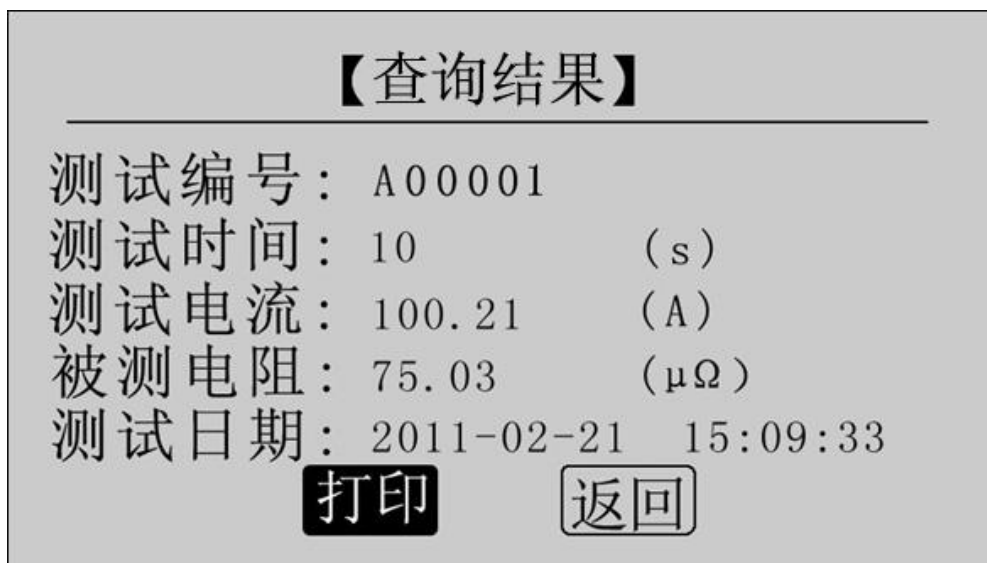 【查询结果】
测试编号: A00001
测试时间: 10 (s)
测试电流: 100.21 (A)
被测电阻: 75.03 (μΩ)
测试日期: 2011-02-21 15:09:33
打印 返回